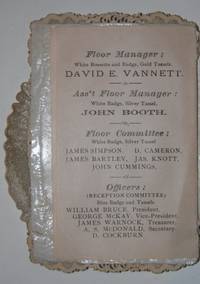 Floor Manager:
White Rosette and Badge, Gold Tassels.
DAVID E. VANNETT.
Ass't Floor Manager:
White Badge, Silver Tassel,
JOHN BOOTH.
Floor Committee:
White Badge, Silver Tassel
JAMES SIMPSON, D. CAMERON,
JAMES BARTLEY, JAS. KNOTT,
JOHN CUMMINGS.
Officers:
(RECEPTION COMMITTEE)
Blue Badge and Tassels.
WILLIAM BRUCE, President,
GEORGE McKAY, Vice-President,
JAMES WARNOCK, Treasurer,
A. S. McDONALD, Secretary.
D. COCKBURN.